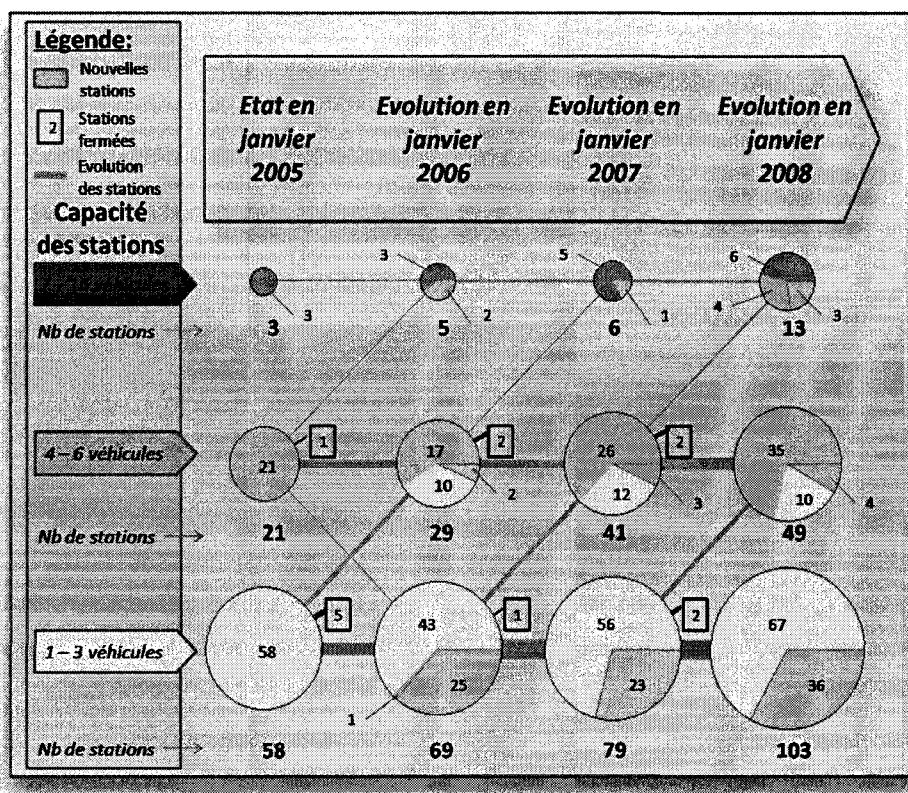 Légende:
Nouvelles
stations
2
Stations
fermées
Evolution
des stations
Capacité
des stations
Etat en
janvier
2005
Evolution en
janvier
2006
Evolution en
janvier
2007
Evolution en
janvier
2008
véhicules
3
3
2
5
1
6
4
3
Nb de stations
3
5
6
13
4 – 6 véhicules
21
1
17
10
2
2
26
12
2
3
35
10
4
Nb de stations
21
29
41
49
1 – 3 véhicules
58
5
43
25
1
1
56
23
2
67
36
Nb de stations
58
69
79
103